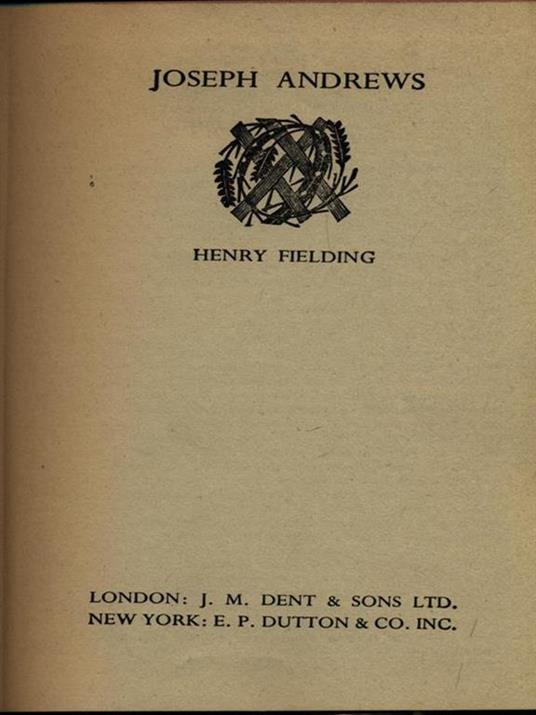 JOSEPH ANDREWS
HENRY FIELDING
LONDON: J. M. DENT & SONS LTD.
NEW YORK: E. P. DUTTON & CO. INC.